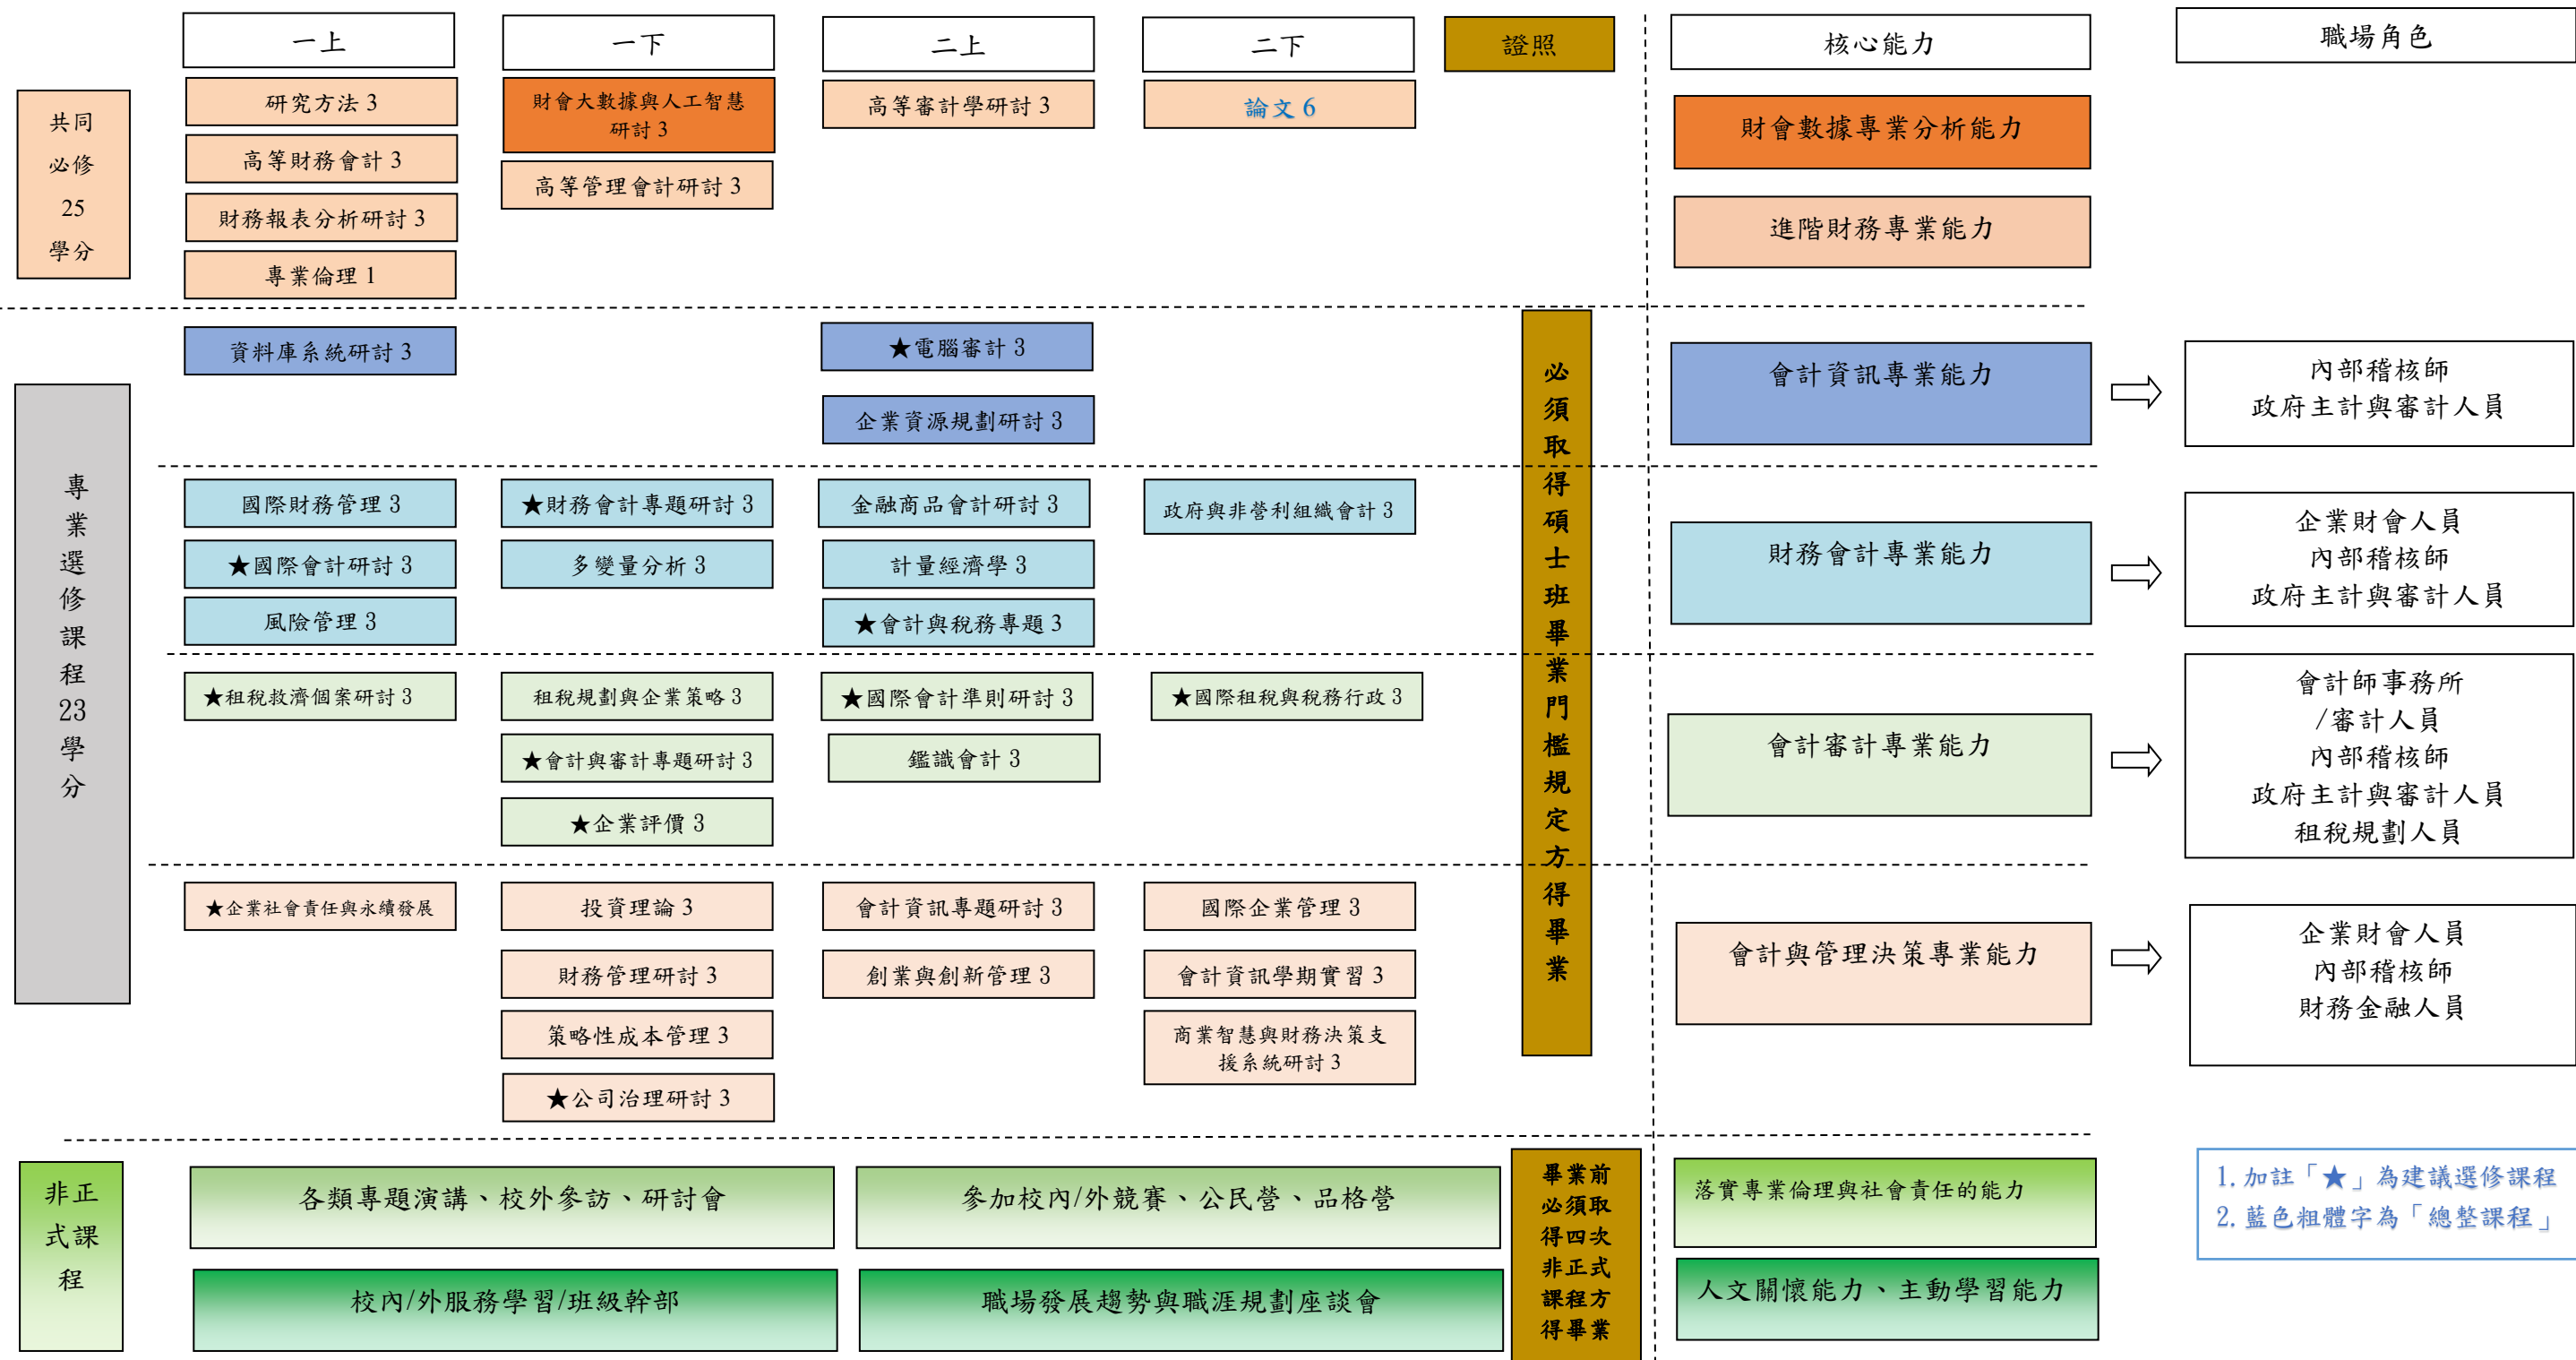 一上
一下
二上
二下
證照
核心能力
職場角色
共同
必修
25
學分
研究方法 3
高等財務會計 3
財務報表分析研討 3
專業倫理 1
財會大數據與人工智慧
研討 3
高等管理會計研討 3
高等審計學研討 3
論文 6
財會數據專業分析能力
進階財務專業能力
專
業
選
修
課
程
23
學
分
資料庫系統研討 3
★電腦審計 3
企業資源規劃研討 3
必
須
取
得
碩
士
班
畢
業
門
檻
規
定
方
得
畢
業
會計資訊專業能力
內部稽核師
政府主計與審計人員
國際財務管理 3
★國際會計研討 3
風險管理 3
★財務會計專題研討 3
多變量分析 3
金融商品會計研討 3
計量經濟學 3
★會計與稅務專題 3
政府與非營利組織會計 3
財務會計專業能力
企業財會人員
內部稽核師
政府主計與審計人員
★租稅救濟個案研討 3
租稅規劃與企業策略 3
★會計與審計專題研討 3
★企業評價 3
★國際會計準則研討 3
鑑識會計 3
★國際租稅與稅務行政 3
會計審計專業能力
會計師事務所
/審計人員
內部稽核師
政府主計與審計人員
租稅規劃人員
★企業社會責任與永續發展
投資理論 3
財務管理研討 3
策略性成本管理 3
★公司治理研討 3
會計資訊專題研討 3
創業與創新管理 3
國際企業管理 3
會計資訊學期實習 3
商業智慧與財務決策支
援系統研討 3
會計與管理決策專業能力
企業財會人員
內部稽核師
財務金融人員
非正
式課
程
各類專題演講、校外參訪、研討會
參加校內/外競賽、公民營、品格營
校內/外服務學習/班級幹部
職場發展趨勢與職涯規劃座談會
畢業前
必須取
得四次
非正式
課程方
得畢業
落實專業倫理與社會責任的能力
人文關懷能力、主動學習能力
1.加註「★」為建議選修課程
2.藍色粗體字為「總整課程」